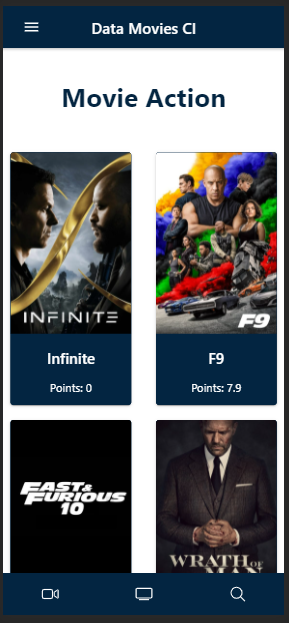 Data Movies CI
Movie Action
INFINITE
F9
Infinite
F9
Points: 0
Points: 7.9
FAST&
FURIOUS
10
WRATH OF
MAN